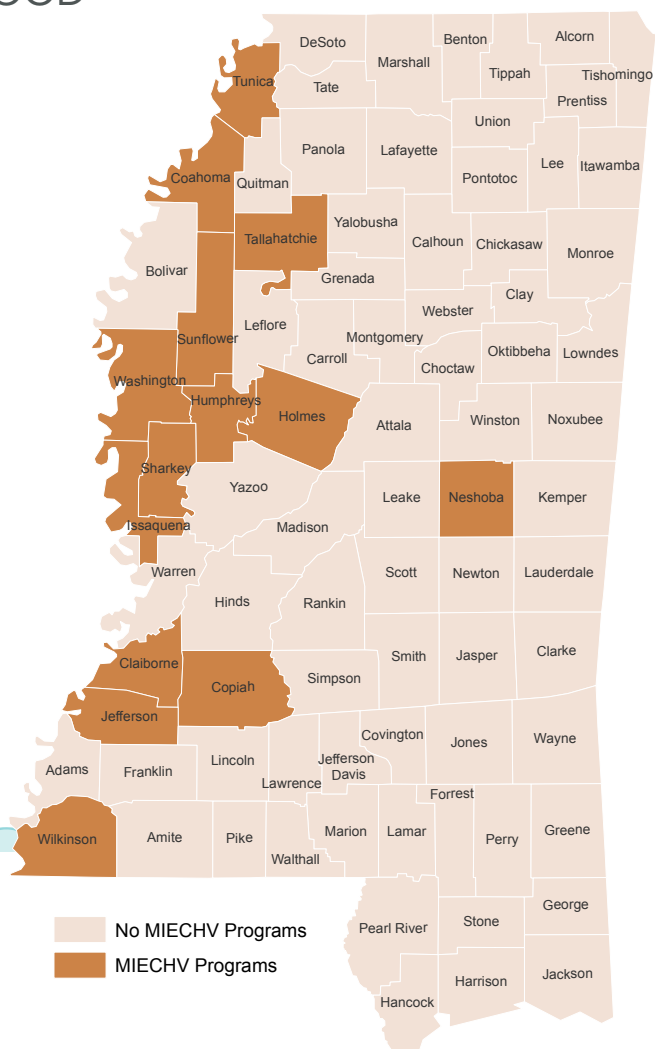 DeSoto
Benton
Alcorn
Marshall
Tippah
Tishomingo
Tunica
Tate
Prentiss
Union
Panola
Lafayette
Lee
Itawamba
Coahoma
Quitman
Pontotoc
Yalobusha
Tallahatchie
Calhoun
Chickasaw
Monroe
Bolivar
Grenada
Clay
Webster
Leflore
Sunflower
Montgomery
Carroll
Oktibbeha
Lowndes
Choctaw
Washington
Humphreys
Holmes
Attala
Winston
Noxubee
Sharkey
Yazoo
Leake
Neshoba
Kemper
Issaquena
Madison
Warren
Scott
Newton
Lauderdale
Hinds
Rankin
Claiborne
Smith
Jasper
Clarke
Copiah
Simpson
Jefferson
Covington
Jones
Wayne
Adams
Franklin
Lincoln
Lawrence
Jefferson
Davis
Forrest
Wilkinson
Amite
Pike
Marion
Lamar
Perry
Greene
Walthall
George
No MIECHV Programs
Pearl River
Stone
MIECHV Programs
Harrison
Jackson
Hancock